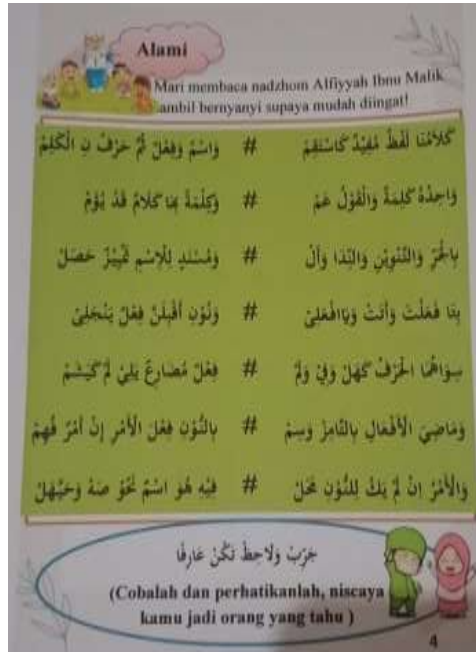 Alami
Mari membaca nadzhom Alfiyyah Ibnu Malik
ambil bernyanyi supaya mudah diingat!
كَلَامُنَا لَفْظٌ مُفِيْدٌ كَاسْتَقِمْ # وَاسْمٌ وَفِعْلٌ ثُمَّ حَرْفٌ نِ الْكَلِمْ
وَاحِدُهُ كَلِمَةٌ وَالْقَوْلُ عَمْ # وَكِلْمَةٌ بِهَا كَلَامٌ قَدْ يُؤَمْ
بِالْجَرِّ وَالتَّنْوِيْنِ وَالنِّدَا وَأَلْ # وَمُسْنَدٍ لِلْاِسْمِ تَمْيِيْزٌ حَصَلْ
بِتَا فَعَلْتَ وَأَتَتْ وَيَاافْعَلِىْ # وَنُوْنِ أَقْبِلَنَّ فِعْلٌ يَنْجَلِىْ
سِوَاهُمَا الْحَرْفُ كَهَلْ وَفِيْ وَلَمْ # فِعْلٌ مُضَارِعٌ يَلِيْ لَمْ كَيَشَمْ
وَمَاضِيَ الْأَفْعَالِ بِالتَّامِزْ وَسِمْ # بِالنُّوْنِ فِعْلَ الْأَمْرِ إِنْ أَمْرٌ فُهِمْ
وَالْأَمْرُ اِنْ لَمْ يَكُ لِلنُّوْنِ مَحَلْ # فِيْهِ هُوَ اسْمٌ نَحْوُ صَهْ وَحَيَّهَلْ
جَرِّبْ وَلَاحِظْ تَكُنْ عَارِفًا
(Cobalah dan perhatikanlah, niscaya
kamu jadi orang yang tahu )
4